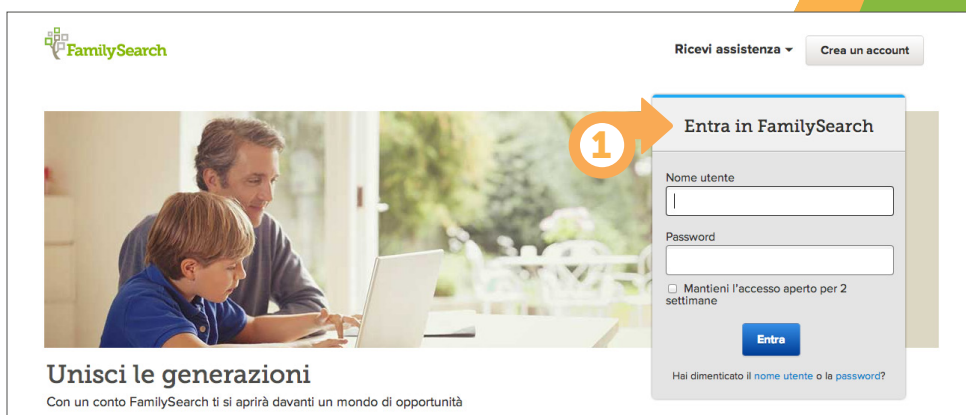 FamilySearch
Ricevi assistenza
Crea un account
1
Entra in FamilySearch
Nome utente
Password
Mantieni l'accesso aperto per 2
settimane
Entra
Hai dimenticato il nome utente o la password?
Unisci le generazioni
Con un conto FamilySearch ti si aprirà davanti un mondo di opportunità